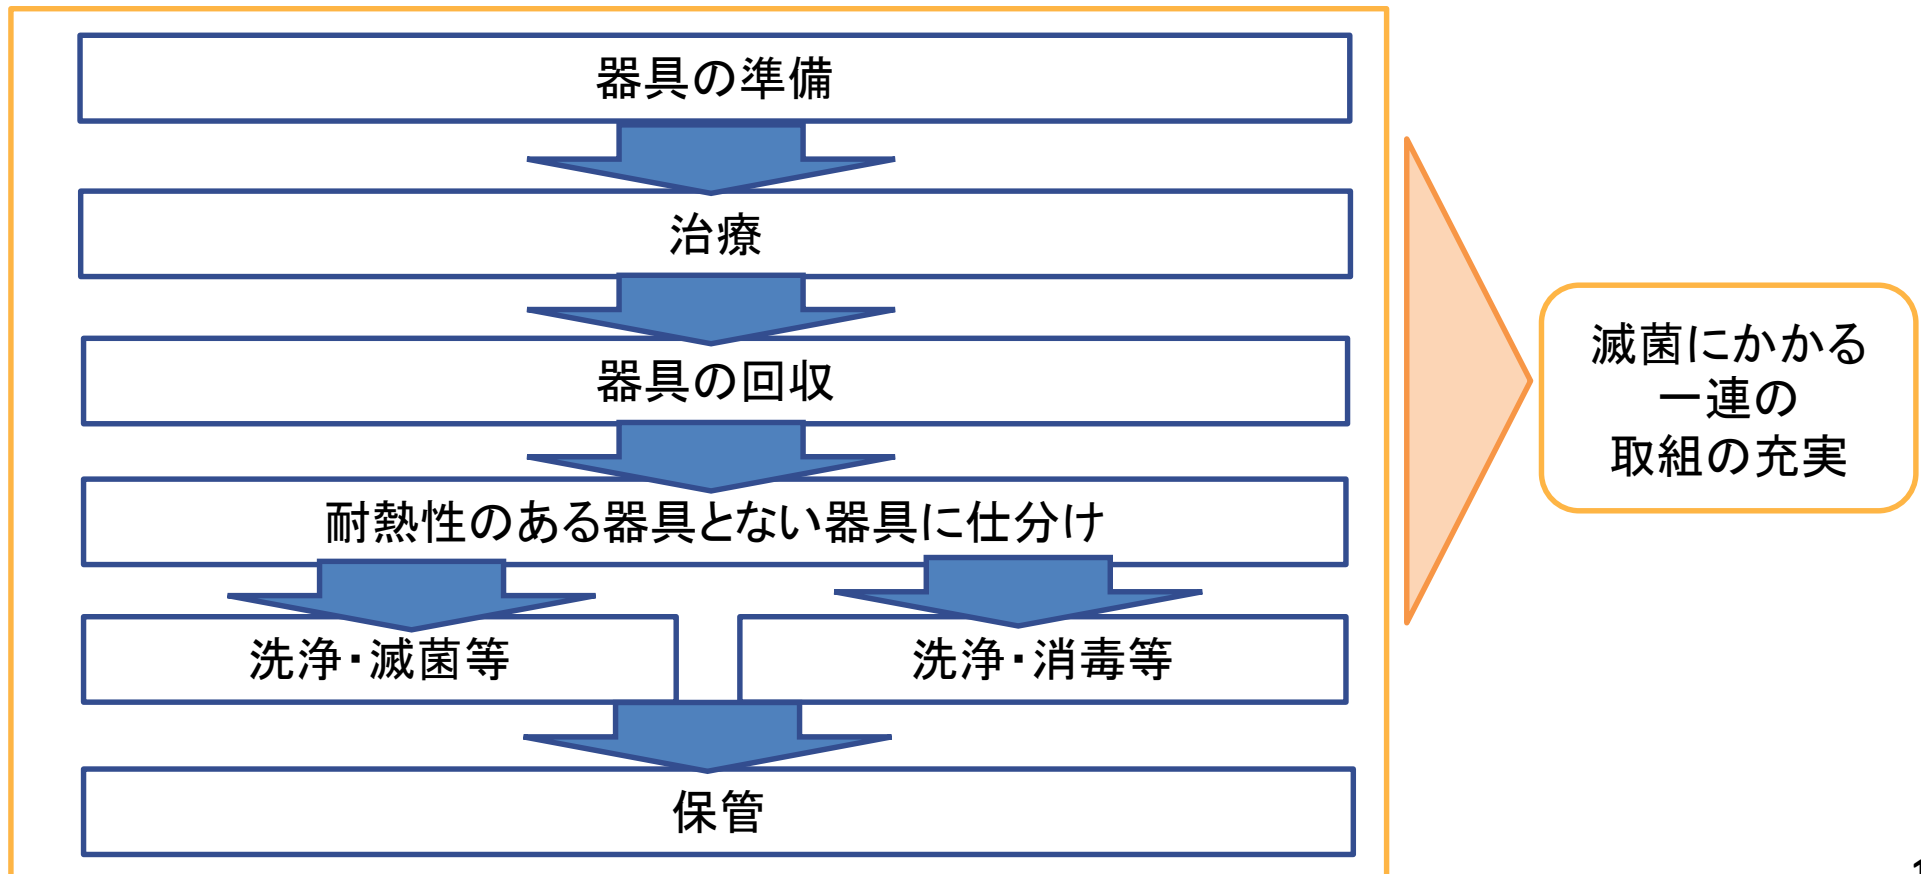 器具の準備
治療
器具の回収
耐熱性のある器具とない器具に仕分け
洗浄・滅菌等
洗浄・消毒等
保管
滅菌にかかる
一連の
取組の充実